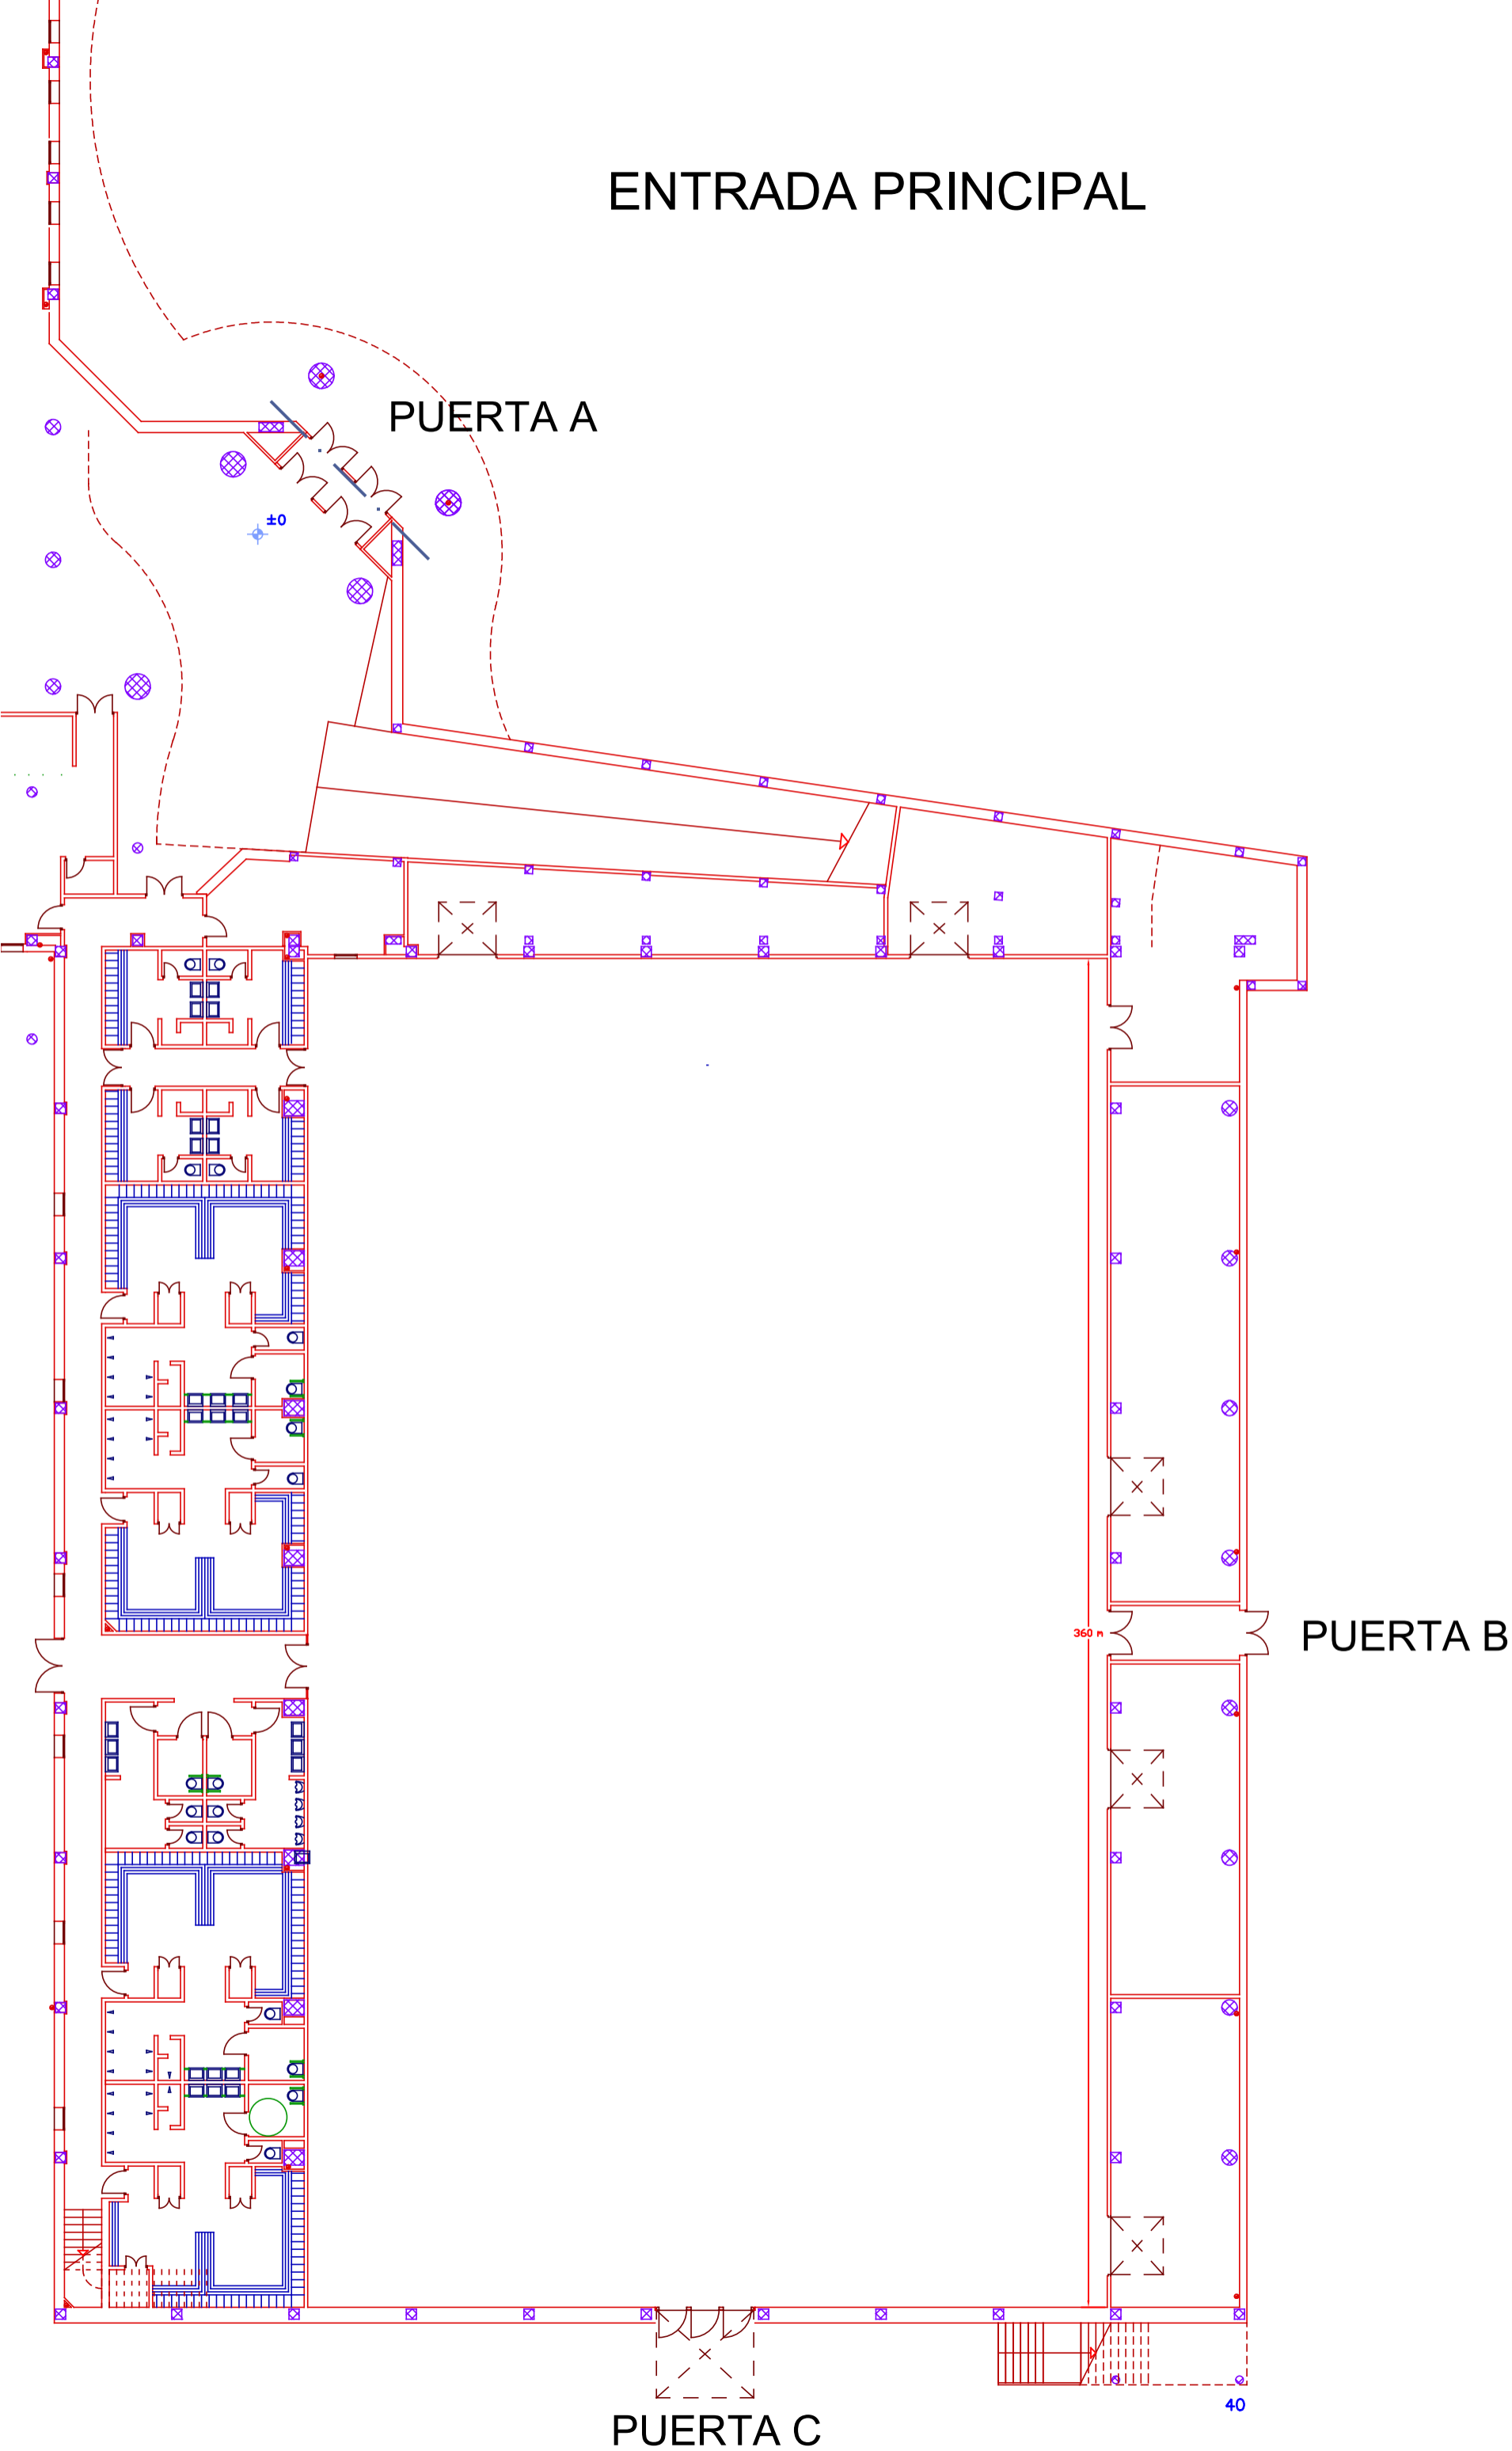 ENTRADA PRINCIPAL
PUERTA A
±0
PUERTA B
360 m
40
PUERTA C